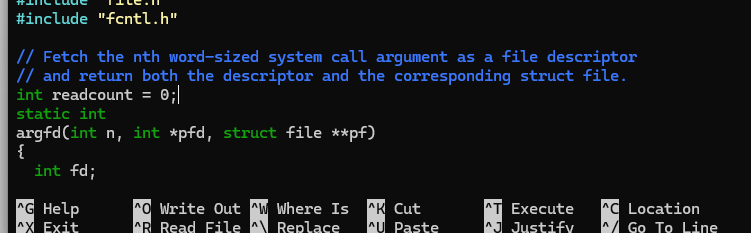 #include "file.h"
#include "fcntl.h"
// Fetch the nth word-sized system call argument as a file descriptor
// and return both the descriptor and the corresponding struct file.
int readcount = 0;
static int
argfd(int n, int *pfd, struct file **pf)
{
int fd;
^G Help ^O Write Out ^W Where Is ^K Cut ^T Execute ^C Location
^X Exit ^R Read File ^\ Replace ^U Paste ^J Justify ^/ Go To Line